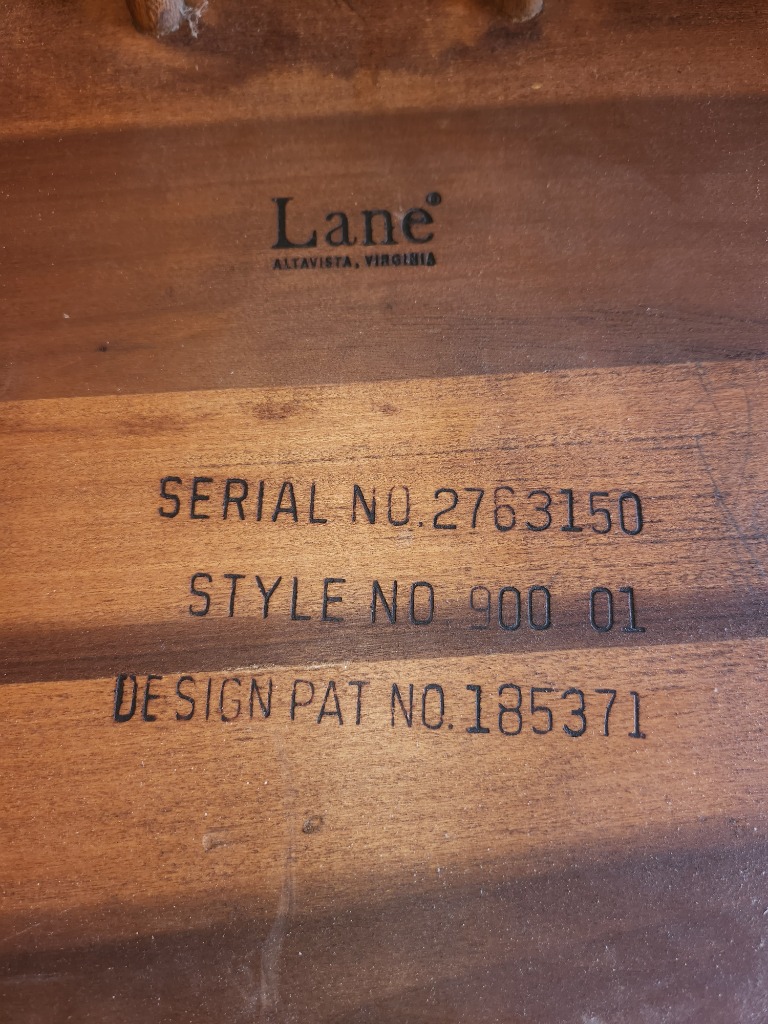 Lane®
ALTAVISTA, VIRGINIA
SERIAL NO. 2763150
STYLE NO 900 01
DESIGN PAT NO. 185371